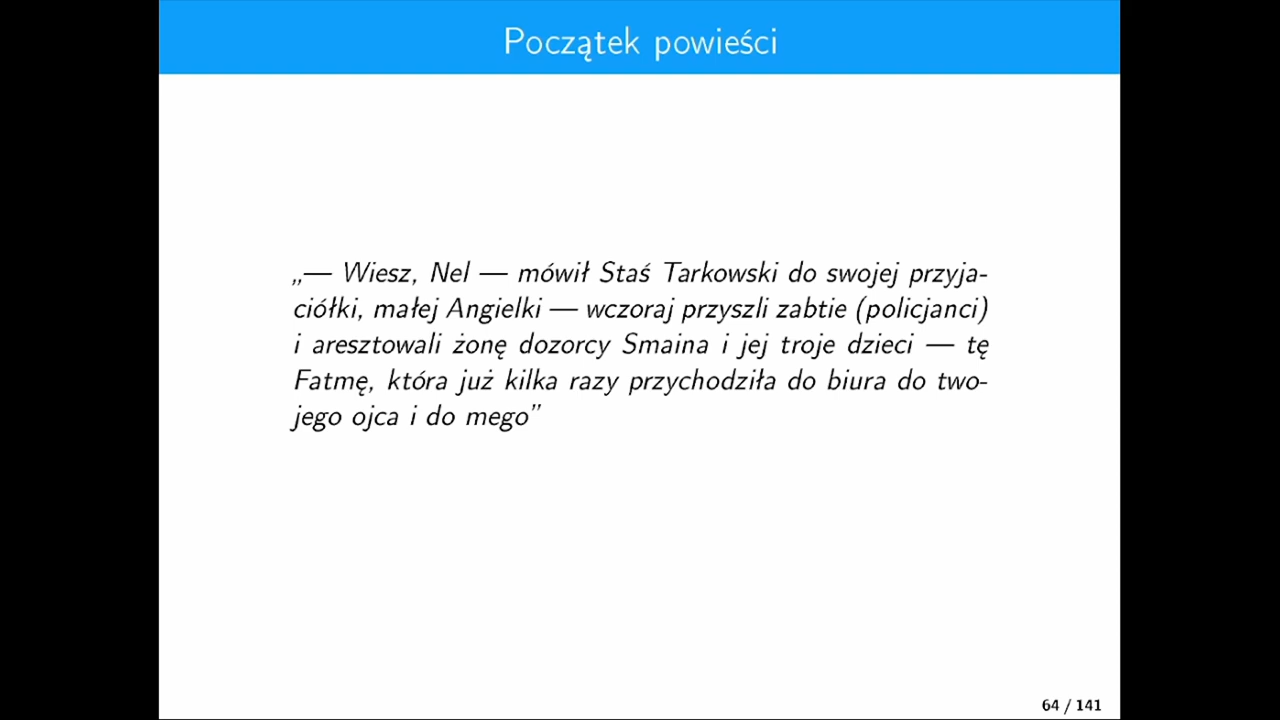 Początek powieści
„— Wiesz, Nel — mówił Staś Tarkowski do swojej przyja-
ciółki, małej Angielki — wczoraj przyszli zabtie (policjanci)
i aresztowali żonę dozorcy Smaina i jej troje dzieci — tę
Fatmę, która już kilka razy przychodziła do biura do two-
jego ojca i do mego”
64 / 141